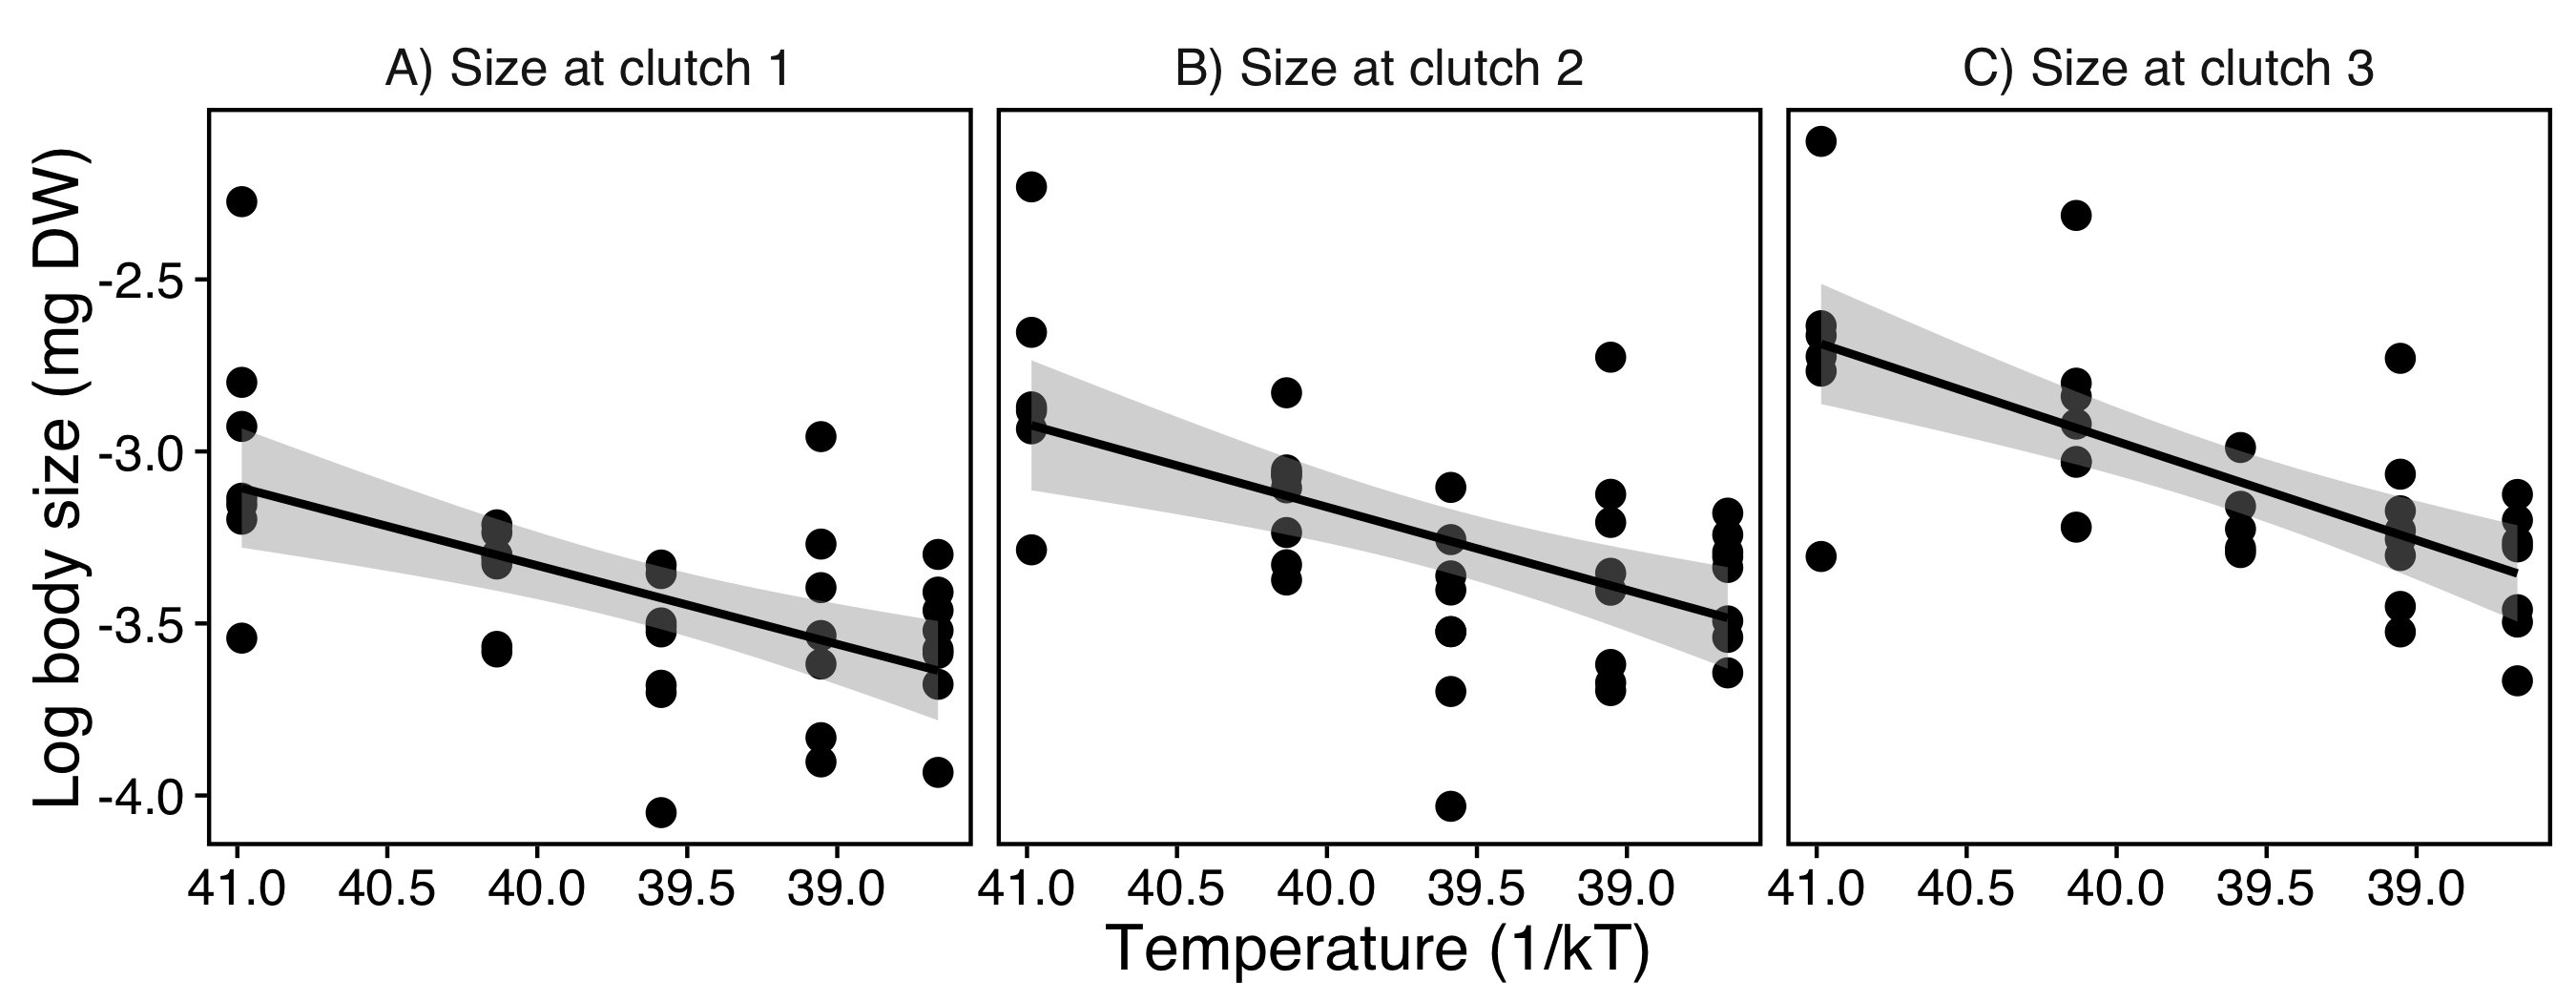 A) Size at clutch 1
B) Size at clutch 2
C) Size at clutch 3
Log body size (mg DW)
-2.5
-3.0
-3.5
-4.0
41.0 40.5 40.0 39.5 39.0
41.0 40.5 40.0 39.5 39.0
41.0 40.5 40.0 39.5 39.0
Temperature (1/kT)